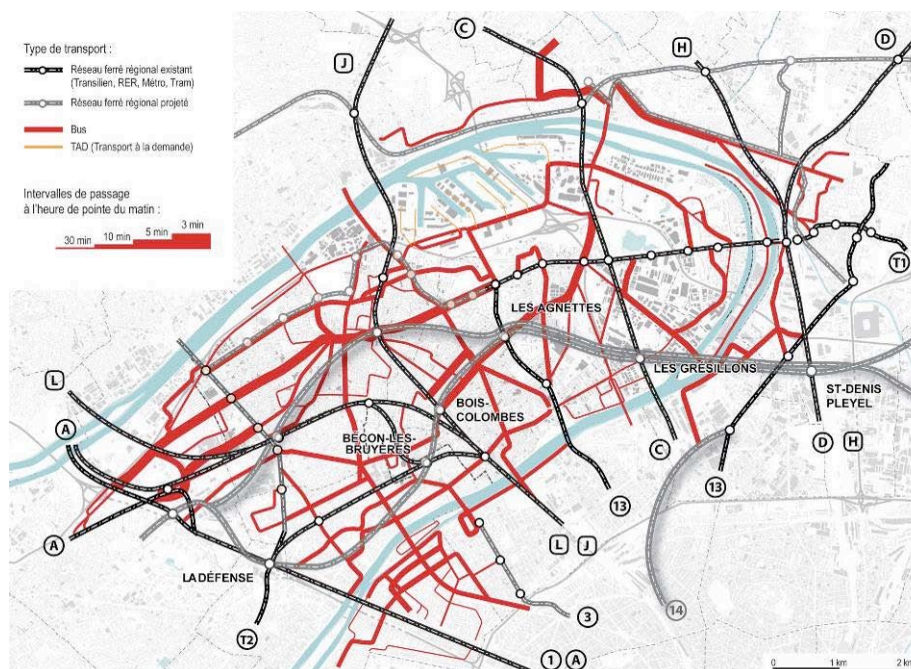 Type de transport :
Réseau ferré régional existant
(Transilien, RER, Métro, Tram)
Réseau ferré régional projeté
Bus
TAD (Transport à la demande)
Intervalles de passage
à l'heure de pointe du matin :
30 min
10 min
5 min
3 min
J
C
H
D
T1
LES AGNETTES
LES GRÉSILLONS
ST-DENIS
PLEYEL
BOIS-
COLOMBES
BÉCON-LES-
BRUYÈRES
L
A
A
LA DÉFENSE
T2
C
D
H
13
13
L
J
3
14
1
A
0
1 km
2 km